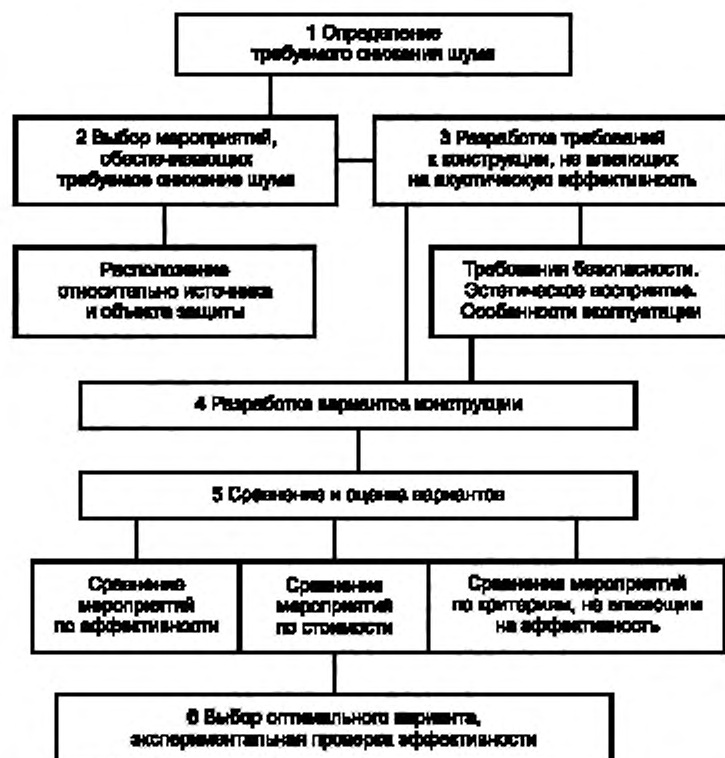 1 Определение
требуемого снижения шума
2 Выбор мероприятий,
обеспечивающих
требуемое снижение шума
3 Разработка требований
к конструкции, не влияющих
на акустическую эффективность
Расположение
относительно источника
и объекта защиты
Требования безопасности.
Эстетическое восприятие.
Особенности эксплуатации
4 Разработка вариантов конструкции
5 Сравнение и оценка вариантов
Сравнение
мероприятий
по эффективности
Сравнение
мероприятий
по стоимости
Сравнения мероприятий
по критериям, не влияющим
на эффективность
6 Выбор оптимального варианта,
экспериментальная проверка эффективности